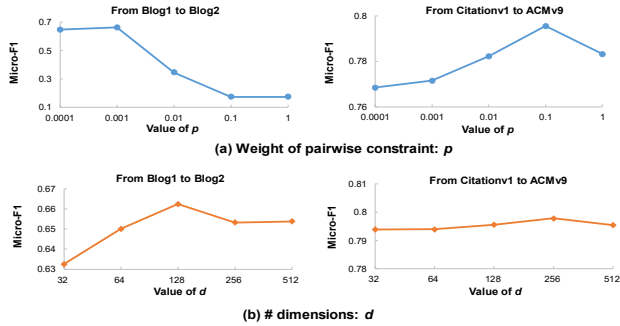 From Blog1 to Blog2
Micro-F1
0.7
0.5
0.3
0.1
0.0001 0.001 0.01 0.1 1
Value of p
From Citationv1 to ACMv9
Micro-F1
0.8
0.78
0.76
0.0001 0.001 0.01 0.1 1
Value of p
(a) Weight of pairwise constraint: p
From Blog1 to Blog2
Micro-F1
0.67
0.66
0.65
0.64
0.63
32 64 128 256 512
Value of d
From Citationv1 to ACMv9
Micro-F1
0.81
0.8
0.79
0.78
32 64 128 256 512
Value of d
(b) # dimensions: d